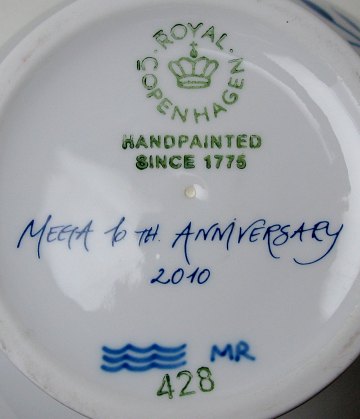 ROYAL
COPENHAGEN
HANDPAINTED
SINCE 1775
MEGA 10 TH ANNIVERSARY
2010
MR
428